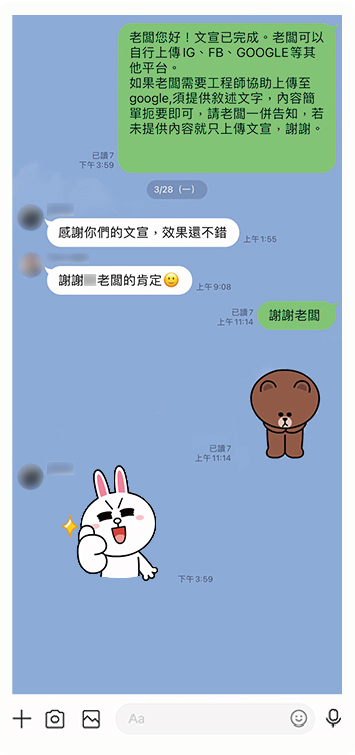 老闆您好！文宣已完成。老闆可以
自行上傳IG、FB、GOOGLE等其
他平台。
如果老闆需要工程師協助上傳至
google,須提供敘述文字，內容簡
單扼要即可，請老闆一併告知，若
未提供內容就只上傳文宣，謝謝。
已讀 7
下午 3:59
3/28（一）
感謝你們的文宣，效果還不錯
上午 1:55
謝謝 老闆的肯定
上午 9:08
已讀 7
上午 11:14
謝謝老闆
已讀 7
上午 11:14
下午 3:59
Aa